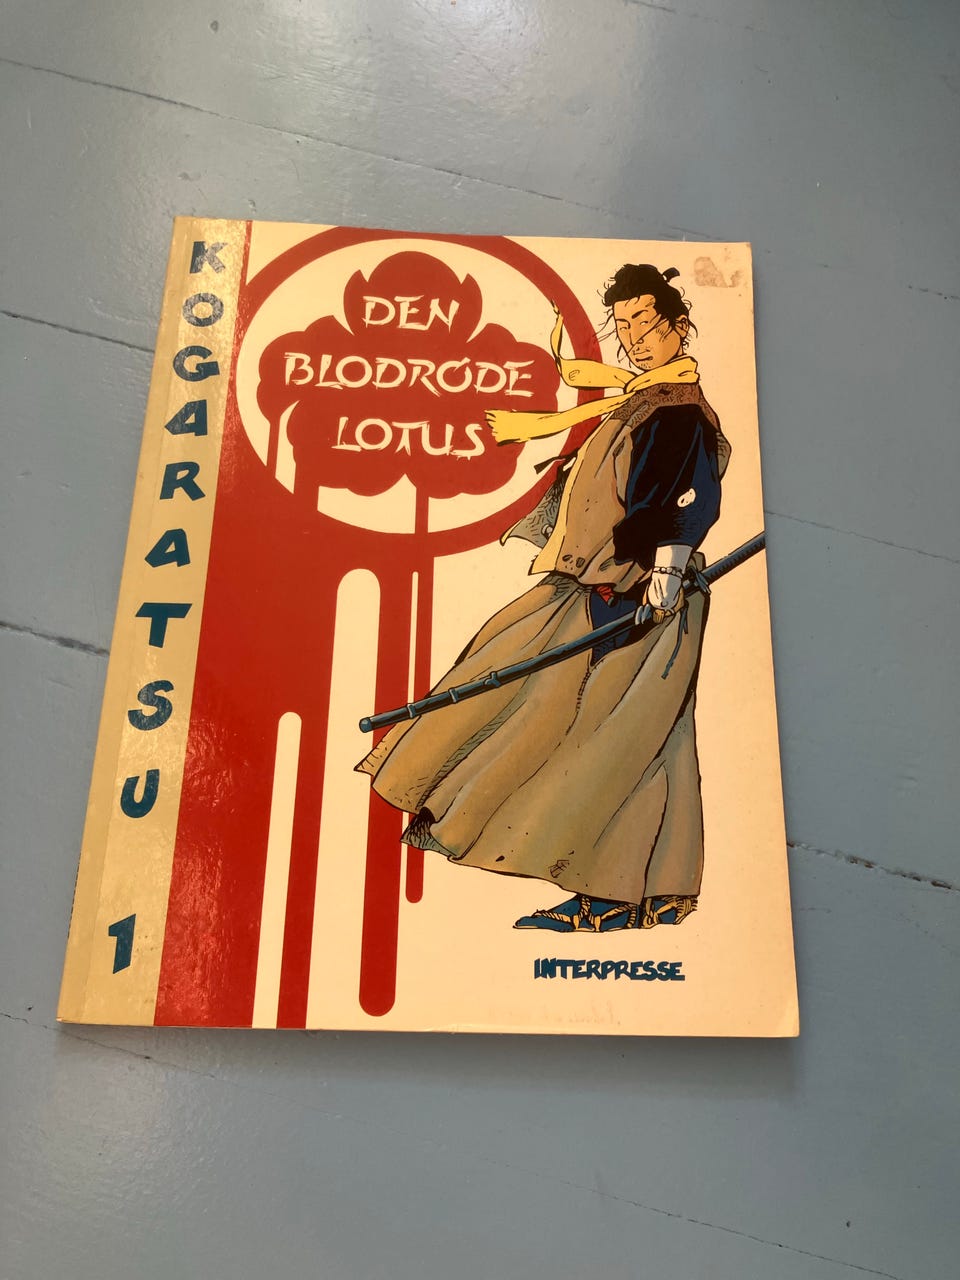 KOGARATSU 1
DEN
BLODRØDE
LOTUS
INTERPRESSE